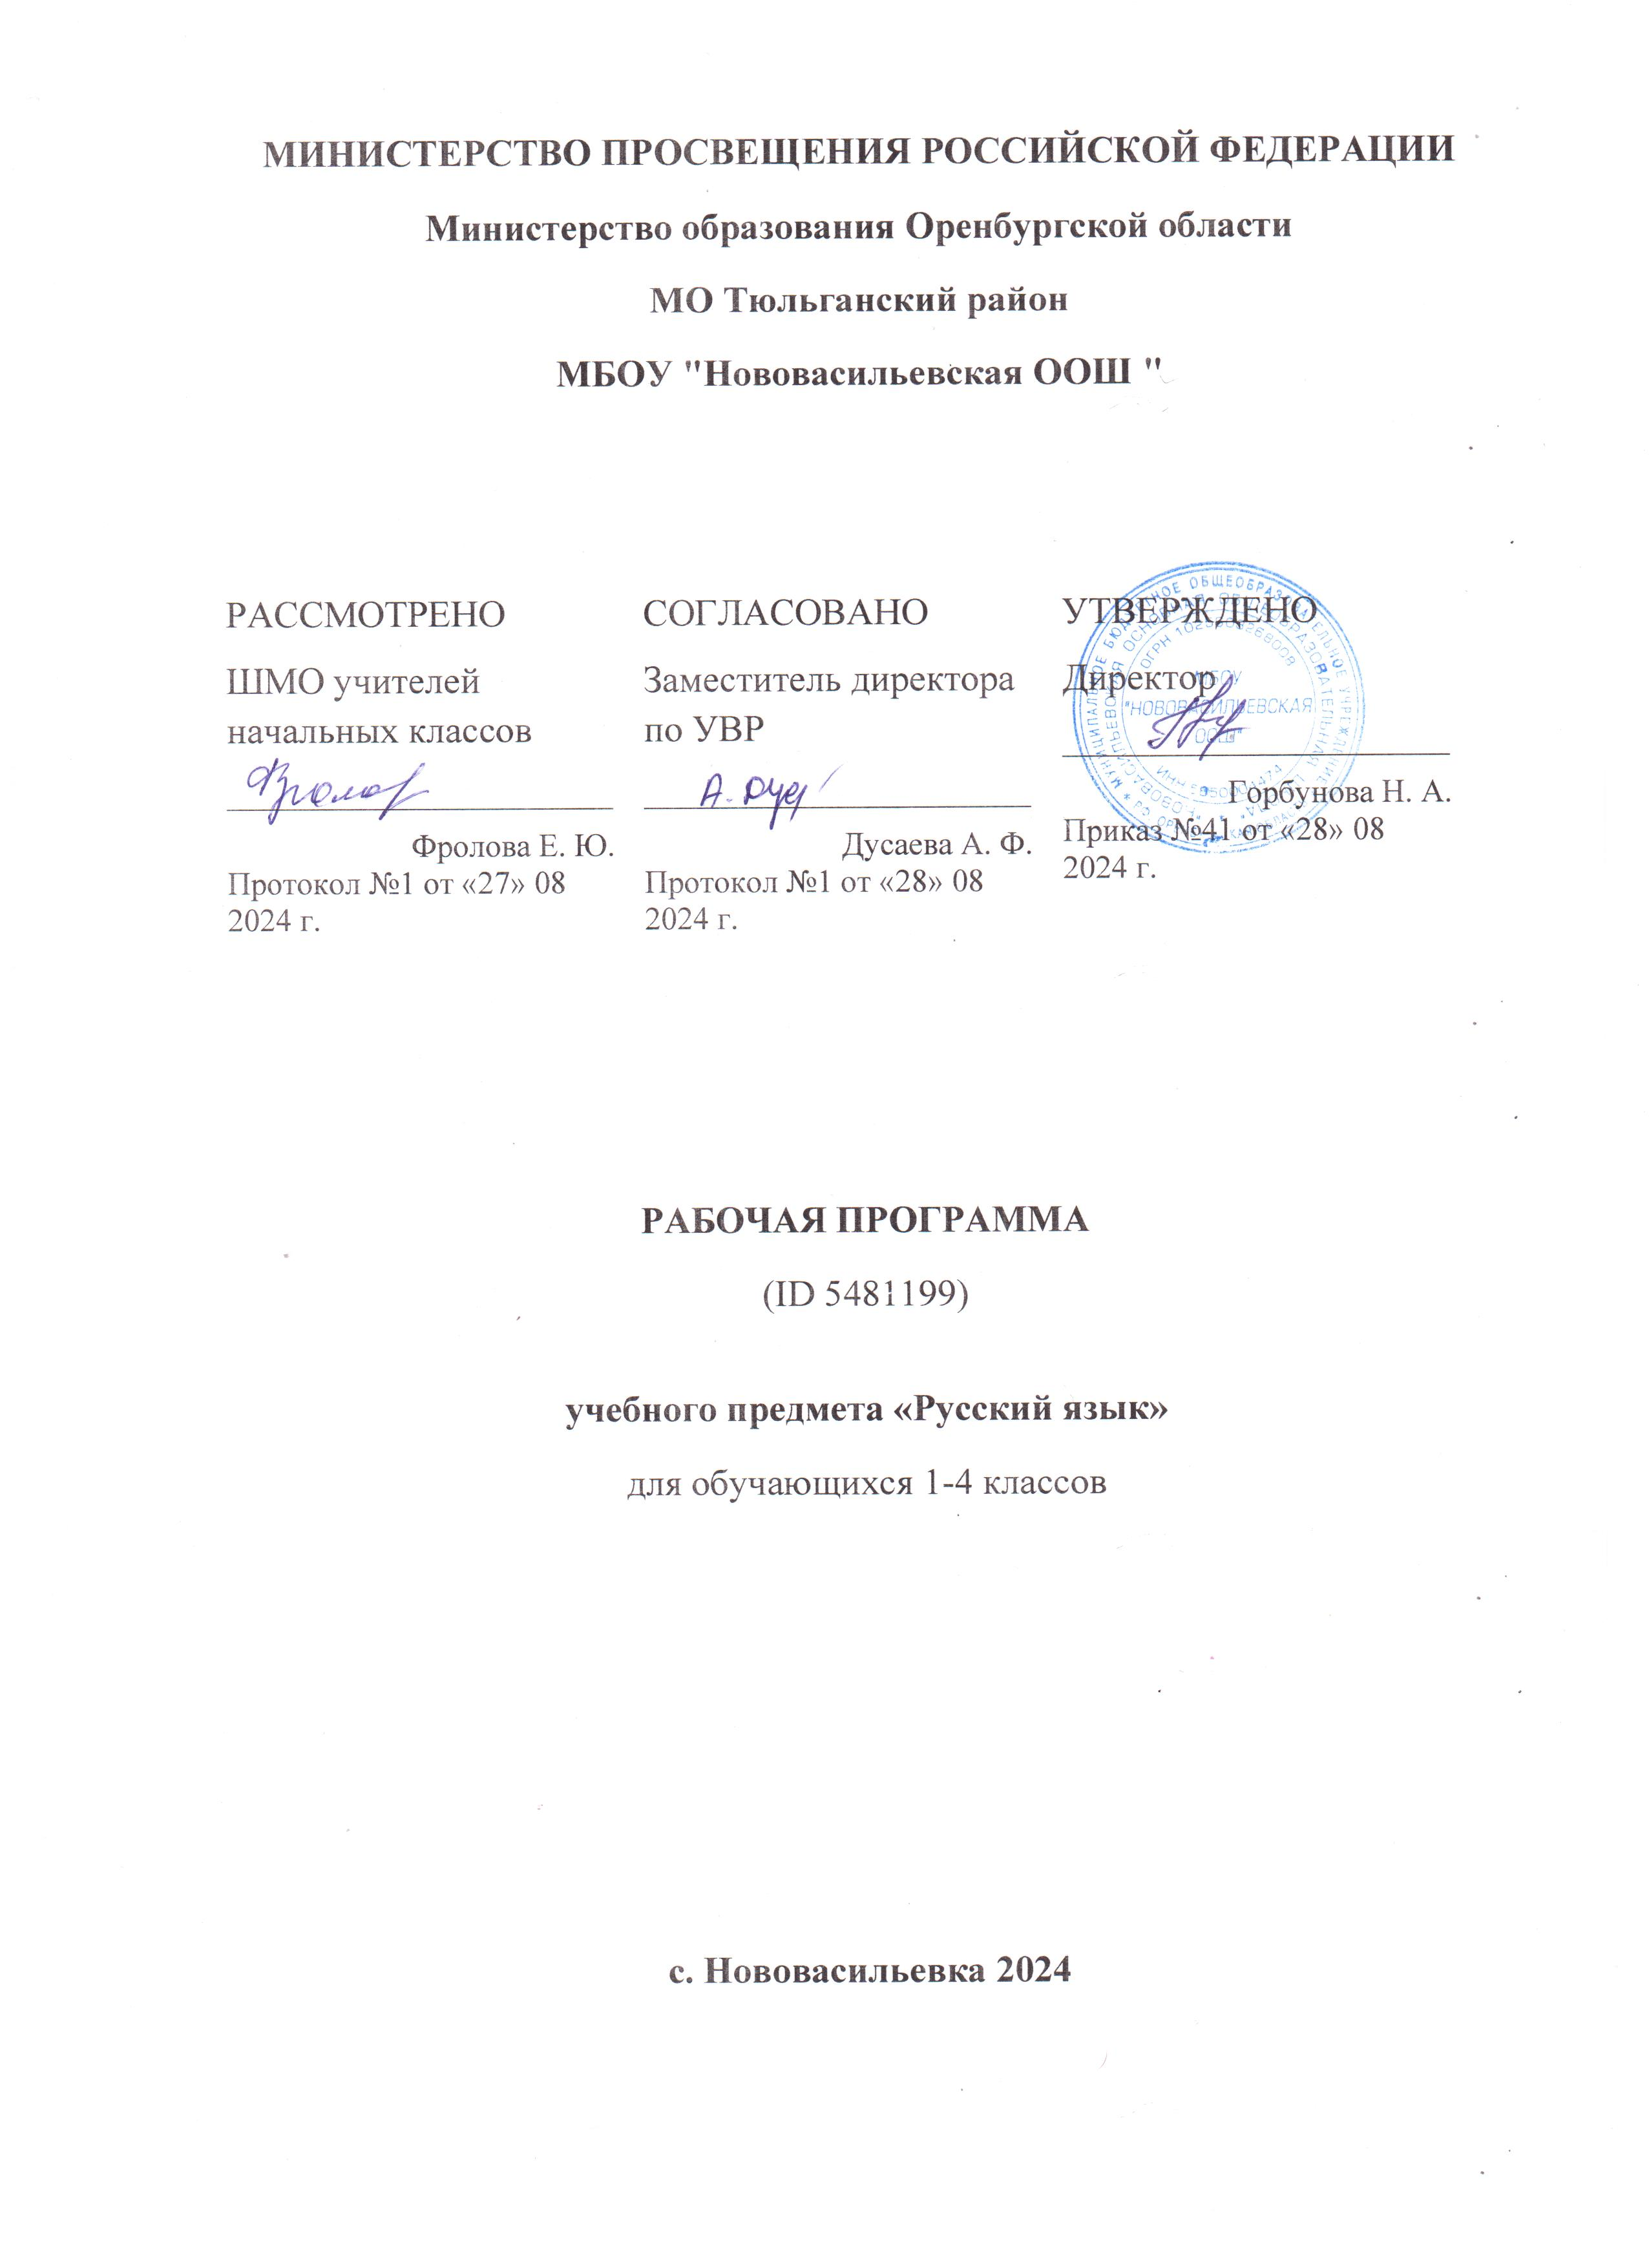 МИНИСТЕРСТВО ПРОСВЕЩЕНИЯ РОССИЙСКОЙ ФЕДЕРАЦИИ
Министерство образования Оренбургской области
МО Тюльганский район
МБОУ "Нововасильевская ООШ "
РАССМОТРЕНО
ШМО учителей
начальных классов
Фролова Е. Ю.
Протокол №1 от «27» 08
2024 г.
СОГЛАСОВАНО
Заместитель директора
по УВР
Дусаева А. Ф.
Протокол №1 от «28» 08
2024 г.
УТВЕРЖДЕНО
Директор
Горбунова Н. А.
Приказ №41 от «28» 08
2024 г.
МБОУ
"НОВОВАСИЛЬЕВСКАЯ
ООШ"
РАБОЧАЯ ПРОГРАММА
(ID 5481199)
учебного предмета «Русский язык»
для обучающихся 1-4 классов
с. Нововасильевка 2024